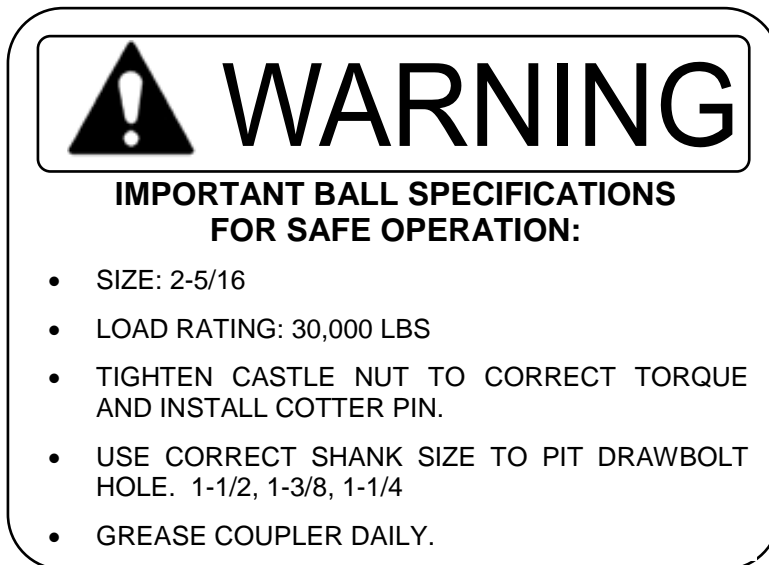 WARNING
IMPORTANT BALL SPECIFICATIONS
FOR SAFE OPERATION:
• SIZE: 2-5/16
• LOAD RATING: 30,000 LBS
• TIGHTEN CASTLE NUT TO CORRECT TORQUE
AND INSTALL COTTER PIN.
• USE CORRECT SHANK SIZE TO PIT DRAWBOLT
HOLE. 1-1/2, 1-3/8, 1-1/4
• GREASE COUPLER DAILY.